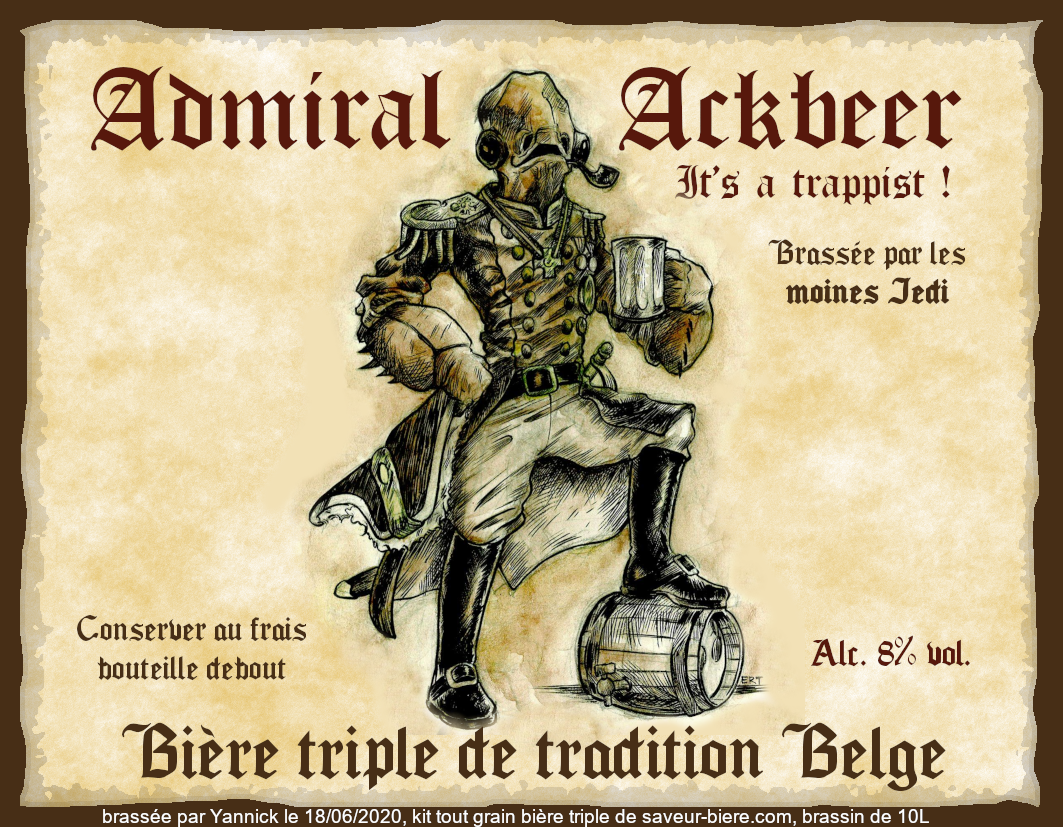 Admiral Ackbeer
It's a trappist !
Brassée par les
moines Jedi
Conserver au frais
bouteille debout
Alc. 8% vol.
ERT
Bière triple de tradition Belge
brassée par Yannick le 18/06/2020, kit tout grain bière triple de saveur-biere.com, brassin de 10L